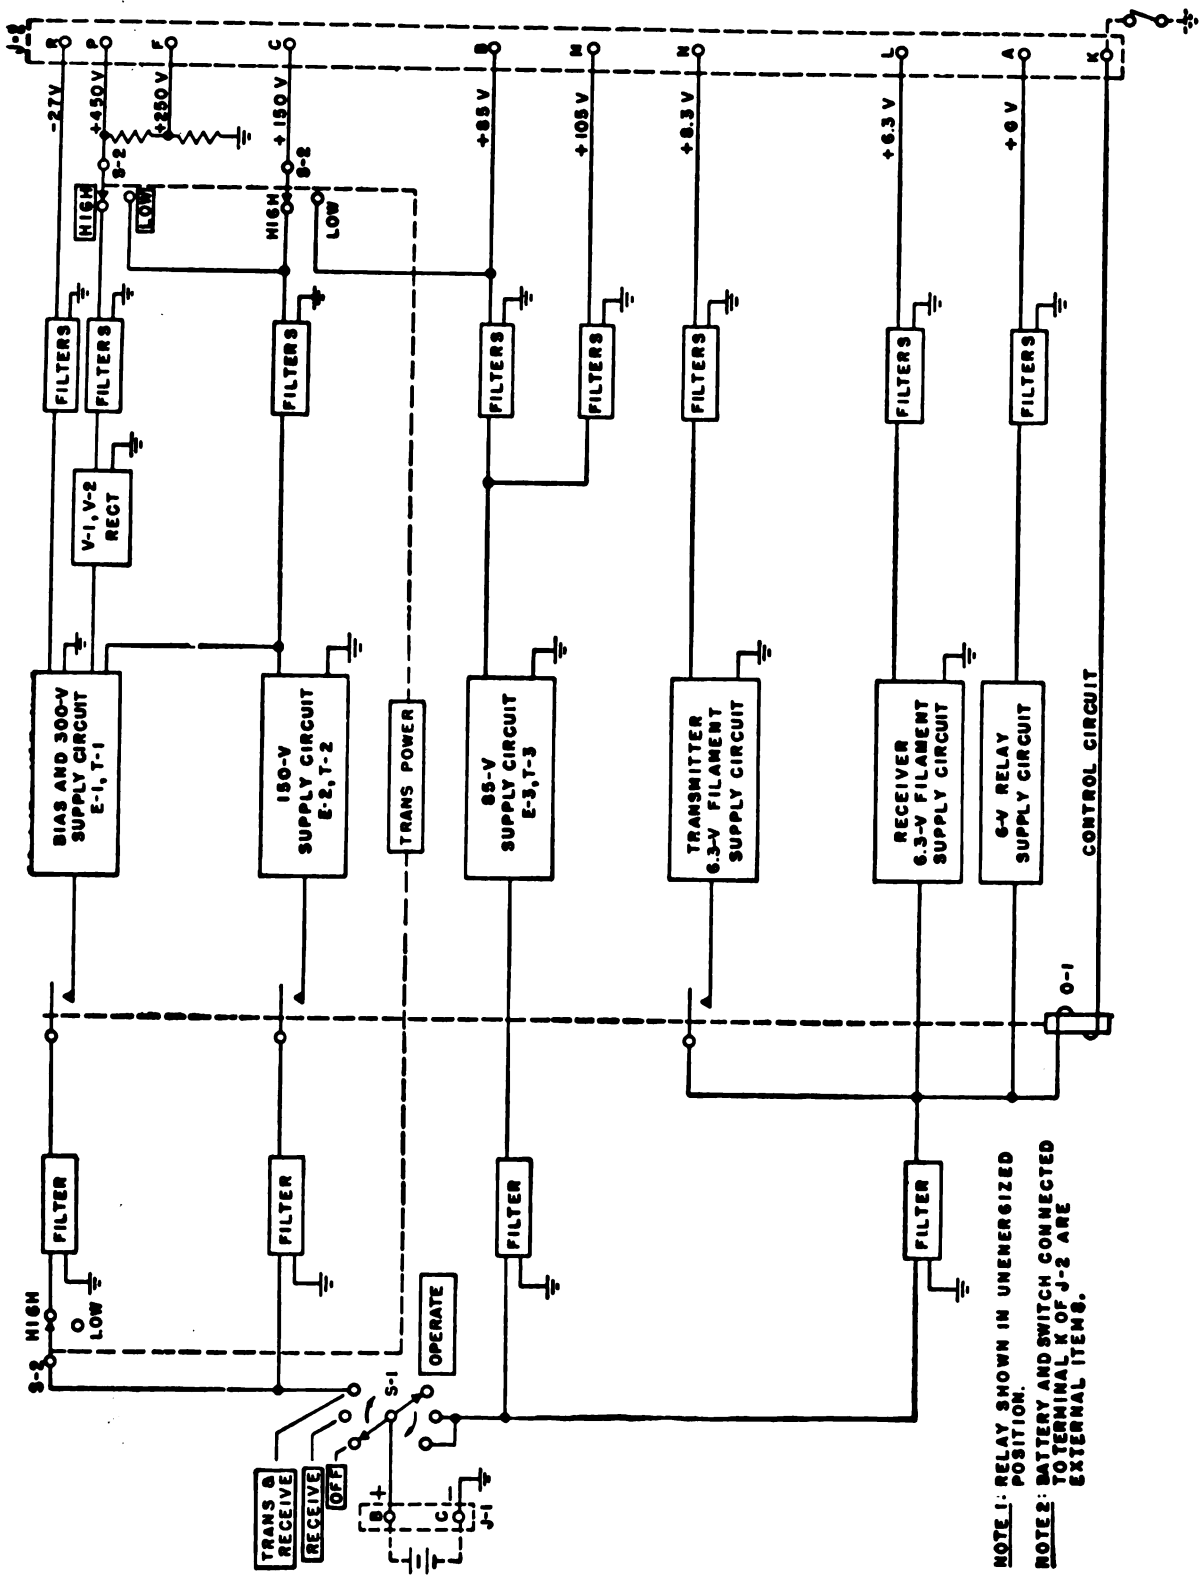 J-2
R
P
F
C
B
M
N
L
A
K
-27V
+450V
+250V
+150V
+85V
+105V
+8.3V
+6.3V
+6V
S-2
S-2
HIGH
LOW
HIGH
LOW
FILTERS
FILTERS
FILTERS
FILTERS
FILTERS
FILTERS
FILTERS
FILTERS
V-1, V-2
RECT
BIAS AND 300-V
SUPPLY CIRCUIT
E-1, T-1
150-V
SUPPLY CIRCUIT
E-2, T-2
TRANS POWER
85-V
SUPPLY CIRCUIT
E-3, T-3
TRANSMITTER
6.3-V FILAMENT
SUPPLY CIRCUIT
RECEIVER
6.3-V FILAMENT
SUPPLY CIRCUIT
6-V RELAY
SUPPLY CIRCUIT
CONTROL CIRCUIT
O-1
FILTER
FILTER
FILTER
FILTER
HIGH
LOW
S-2
S-1
OPERATE
TRANS &
RECEIVE
RECEIVE
OFF
B +
C -
J-1
NOTE 1: RELAY SHOWN IN UNENERGIZED
POSITION.
NOTE 2: BATTERY AND SWITCH CONNECTED
TO TERMINAL K OF J-2 ARE
EXTERNAL ITEMS.